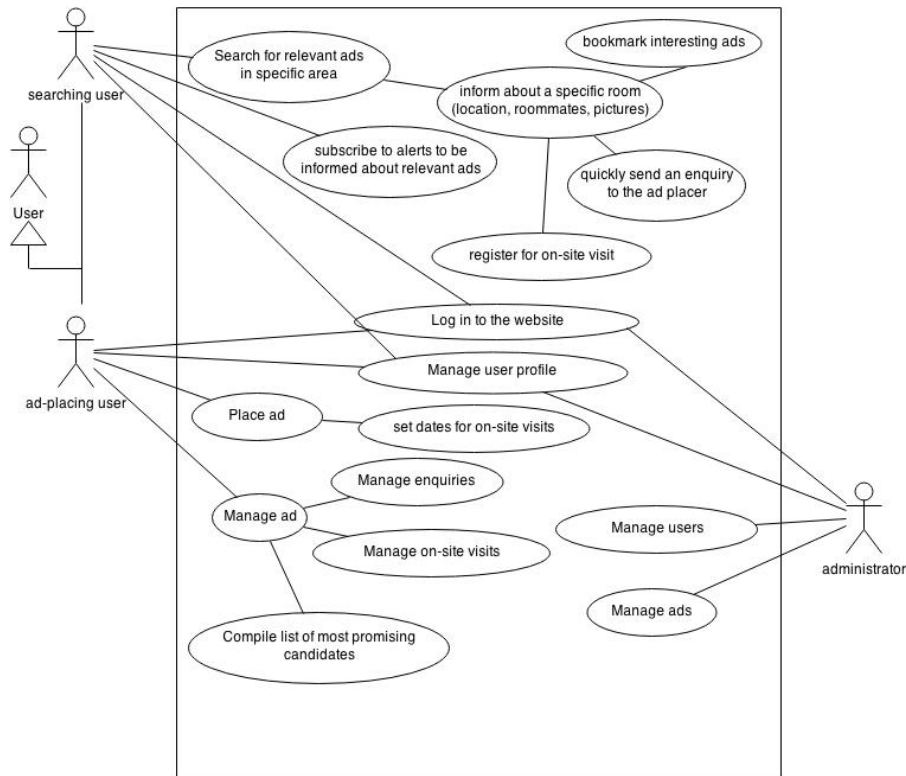 bookmark interesting ads
Search for relevant ads
in specific area
searching user
inform about a specific room
(location, roommates, pictures)
subscribe to alerts to be
informed about relevant ads
quickly send an enquiry
to the ad placer
User
register for on-site visit
Log in to the website
Manage user profile
ad-placing user
Place ad
set dates for on-site visits
Manage enquiries
Manage ad
Manage users
Manage on-site visits
administrator
Manage ads
Compile list of most promising
candidates